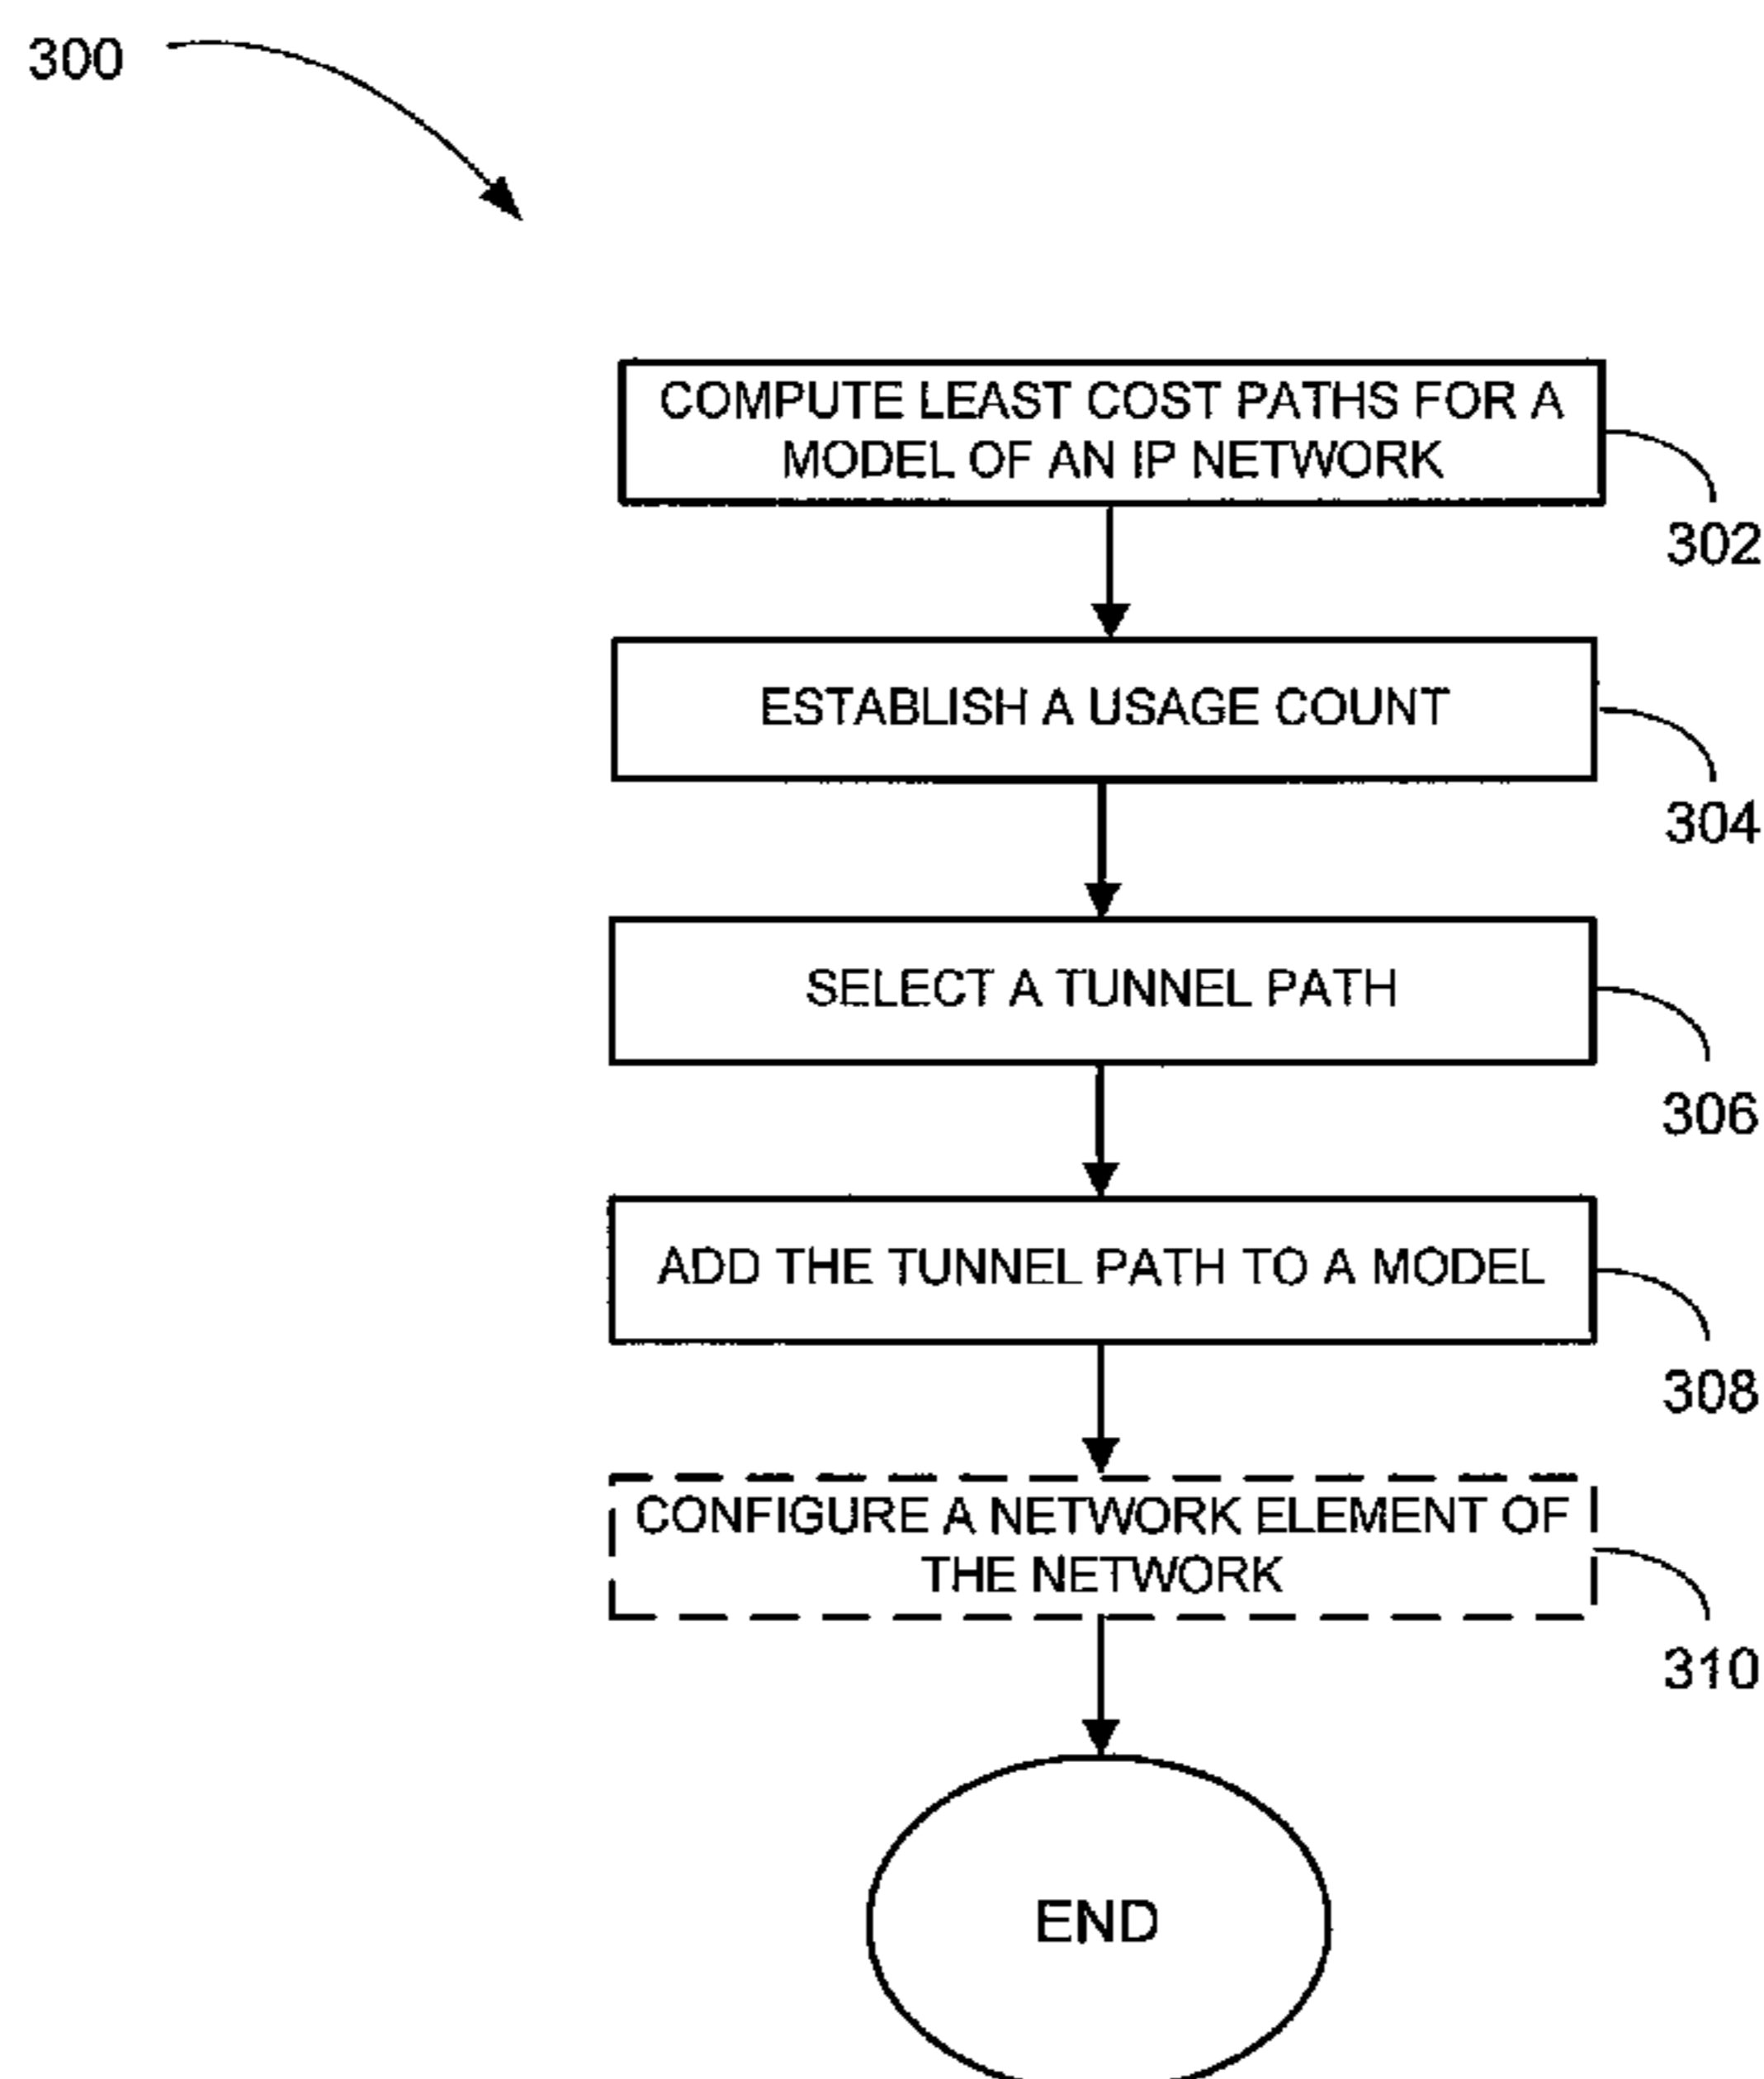 300
COMPUTE LEAST COST PATHS FOR A
MODEL OF AN IP NETWORK
302
ESTABLISH A USAGE COUNT
304
SELECT A TUNNEL PATH
306
ADD THE TUNNEL PATH TO A MODEL
308
CONFIGURE A NETWORK ELEMENT OF
THE NETWORK
310
END